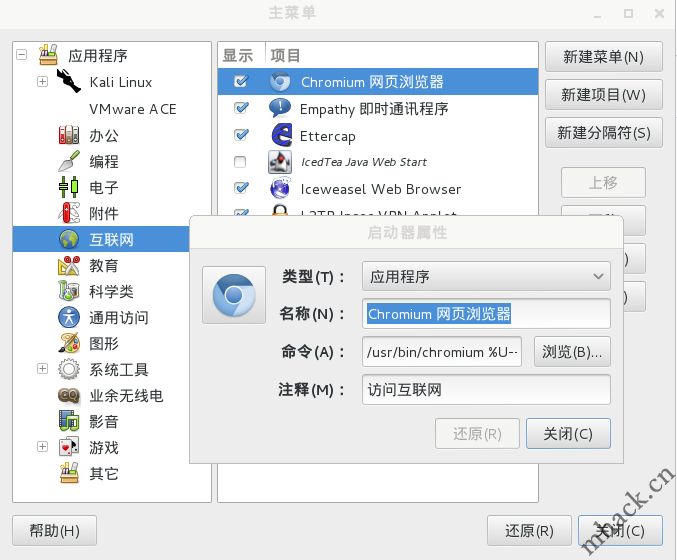 主菜单
应用程序
Kali Linux
VMware ACE
办公
编程
电子
附件
互联网
教育
科学类
通用访问
图形
系统工具
业余无线电
影音
游戏
其它
显示 项目
Chromium 网页浏览器
Empathy 即时通讯程序
Ettercap
IcedTea Java Web Start
Iceweasel Web Browser
L2TP Ipsec VPN Applet
新建菜单(N)
新建项目(W)
新建分隔符(S)
上移
启动器属性
类型(T)： 应用程序
名称(N)： Chromium 网页浏览器
命令(A)： /usr/bin/chromium %U-- 浏览(B)...
注释(M)： 访问互联网
还原(R) 关闭(C)
帮助(H) 还原(R) 关闭(C)
mhack.cn